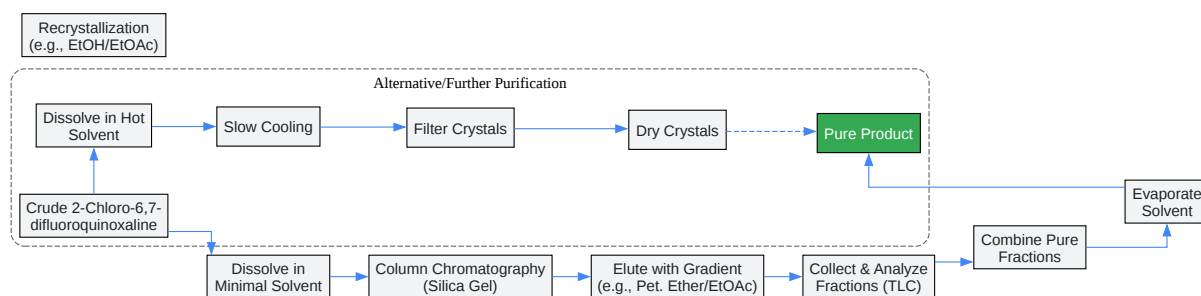 Recrystallization
(e.g., EtOH/EtOAc)
Alternative/Further Purification
Dissolve in Hot
Solvent
Slow Cooling
Filter Crystals
Dry Crystals
Pure Product
Crude 2-Chloro-6,7-
difluoroquinoxaline
Evaporate
Solvent
Combine Pure
Fractions
Dissolve in
Minimal Solvent
Column Chromatography
(Silica Gel)
Elute with Gradient
(e.g., Pet. Ether/EtOAc)
Collect & Analyze
Fractions (TLC)